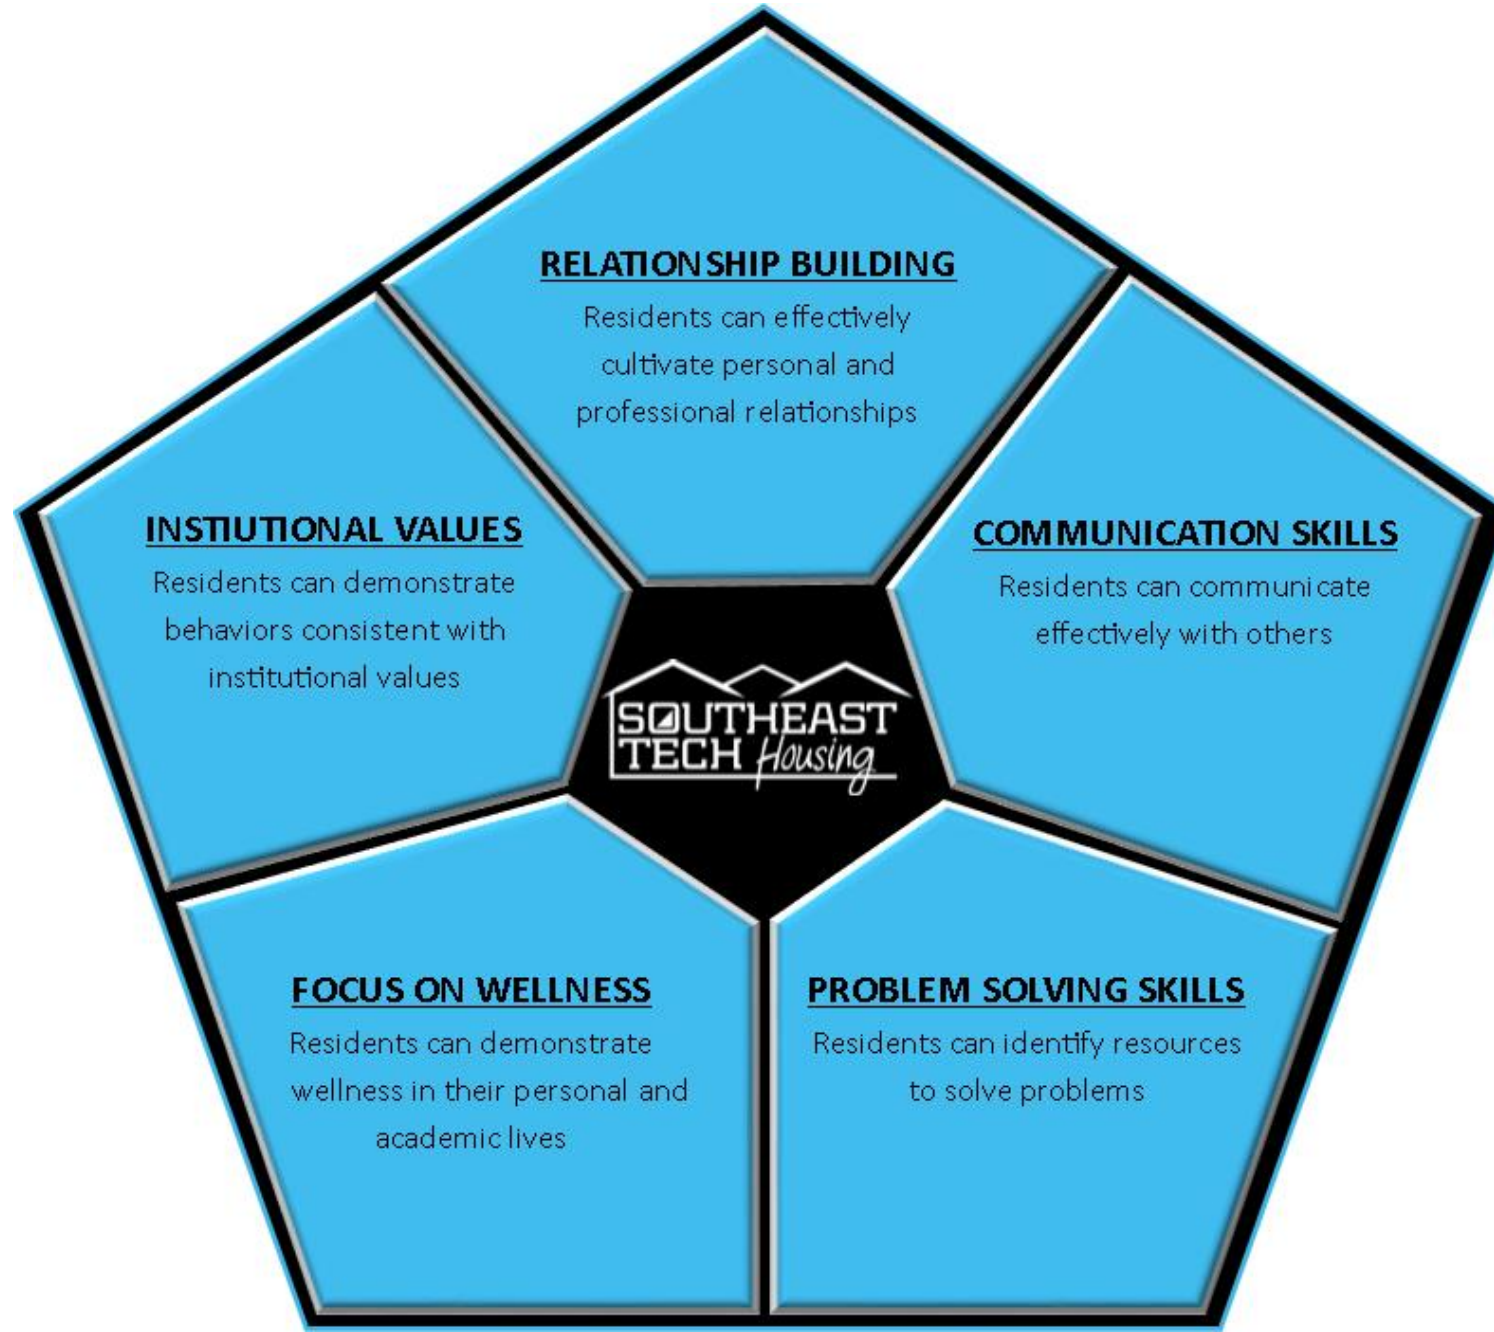 RELATIONSHIP BUILDING
Residents can effectively
cultivate personal and
professional relationships
INSTIUTIONAL VALUES
Residents can demonstrate
behaviors consistent with
institutional values
COMMUNICATION SKILLS
Residents can communicate
effectively with others
SOUTHEAST
TECH Housing
FOCUS ON WELLNESS
Residents can demonstrate
wellness in their personal and
academic lives
PROBLEM SOLVING SKILLS
Residents can identify resources
to solve problems